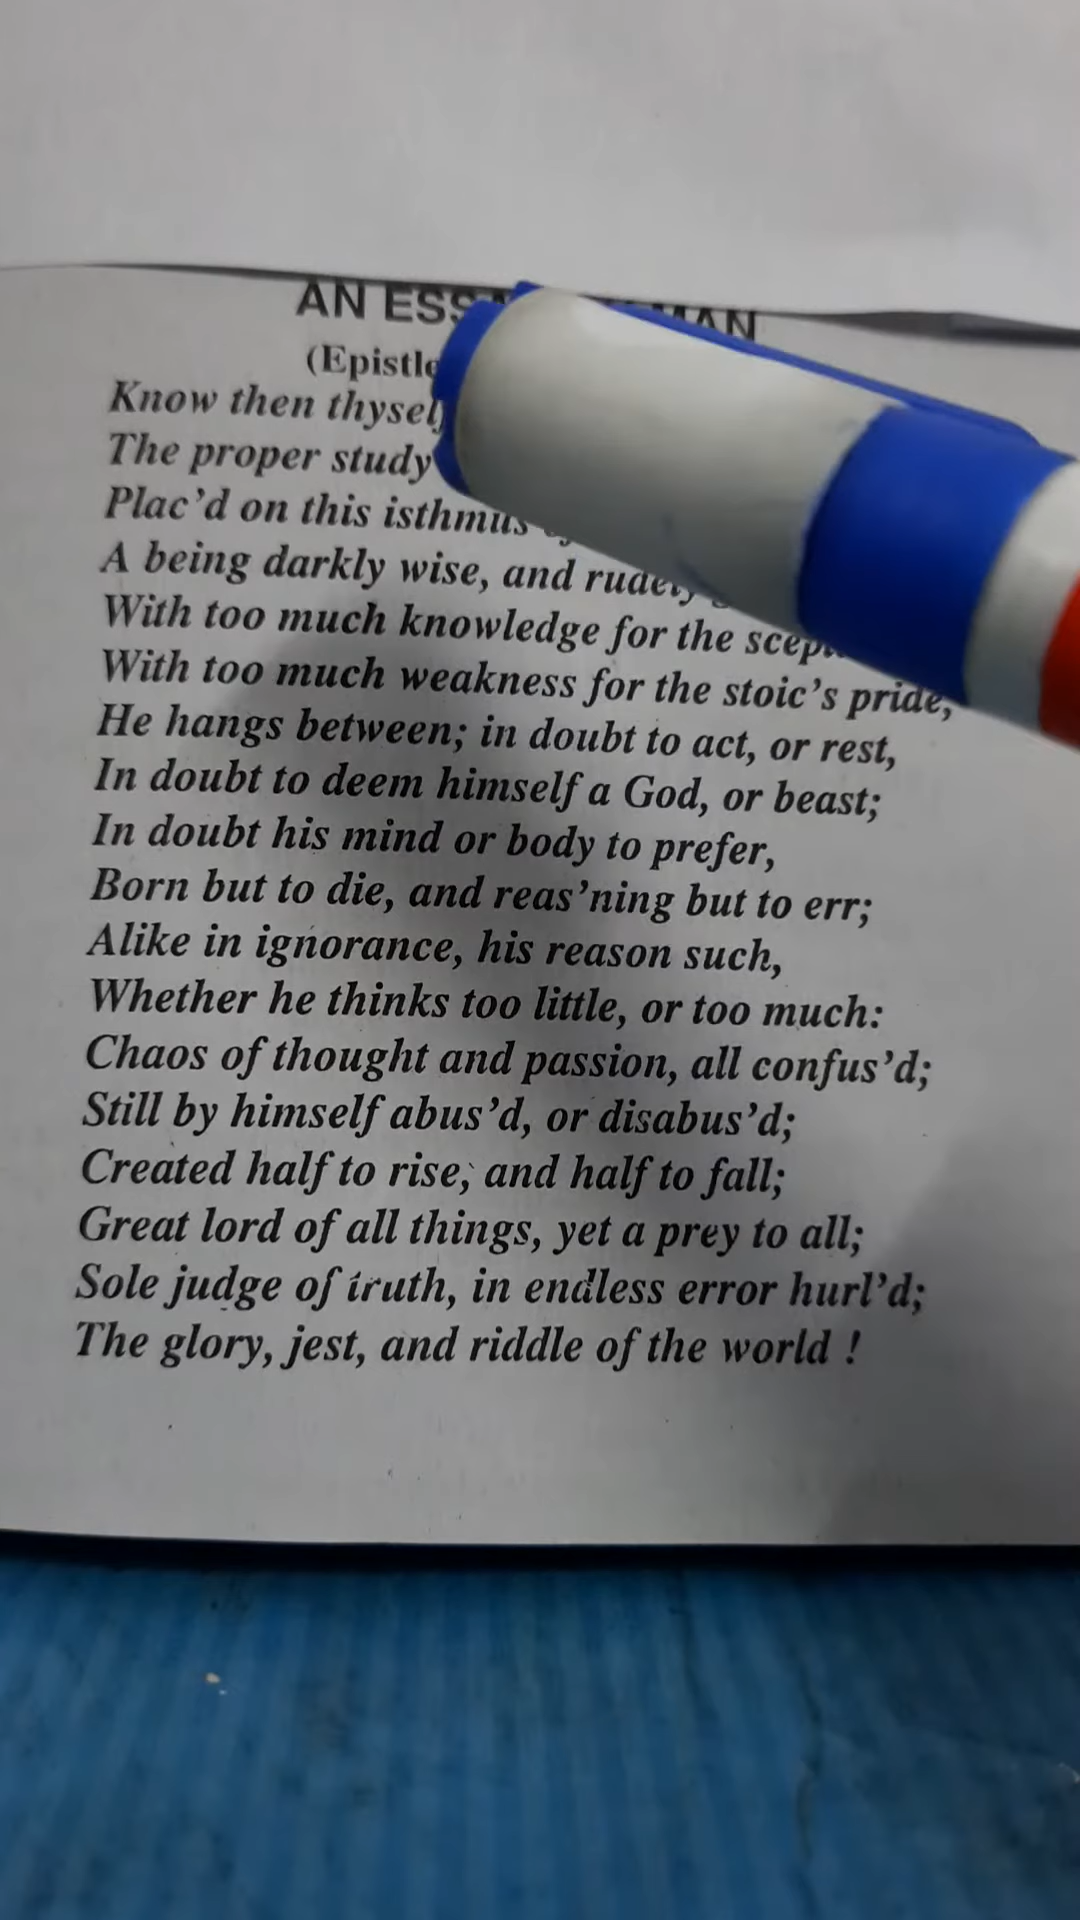 AN ESSAY MAN
(Epistle
Know then thysel
The proper study
Plac’d on this isthmus
A being darkly wise, and
With too much knowledge for the
With too much weakness for the stoic’s pride,
He hangs between; in doubt to act, or rest,
In doubt to deem himself a God, or beast;
In doubt his mind or body to prefer,
Born but to die, and reas’ning but to err;
Alike in ignorance, his reason such,
Whether he thinks too little, or too much:
Chaos of thought and passion, all confus’d;
Still by himself abus’d, or disabus’d;
Created half to rise, and half to fall;
Great lord of all things, yet a prey to all;
Sole judge of truth, in endless error hurl’d;
The glory, jest, and riddle of the world !